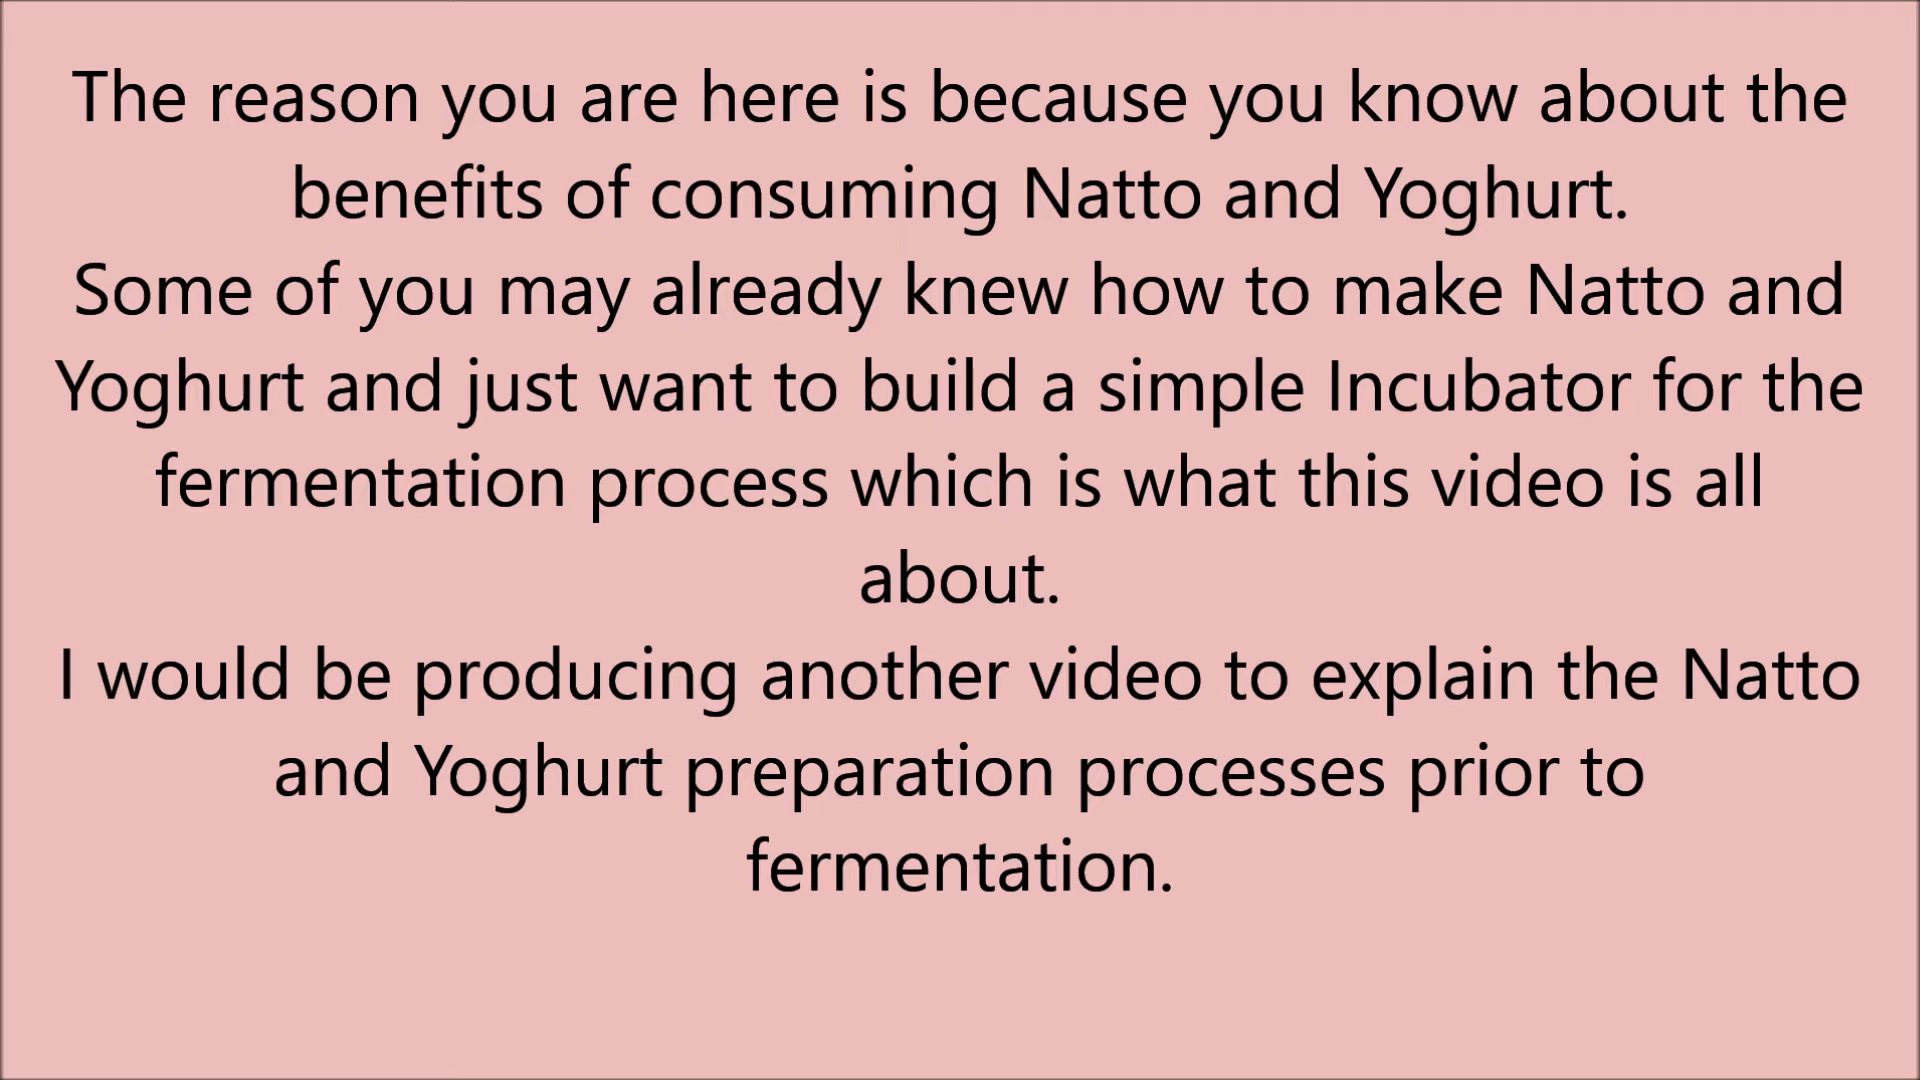 The reason you are here is because you know about the
benefits of consuming Natto and Yoghurt.
Some of you may already knew how to make Natto and
Yoghurt and just want to build a simple Incubator for the
fermentation process which is what this video is all
about.
I would be producing another video to explain the Natto
and Yoghurt preparation processes prior to
fermentation.